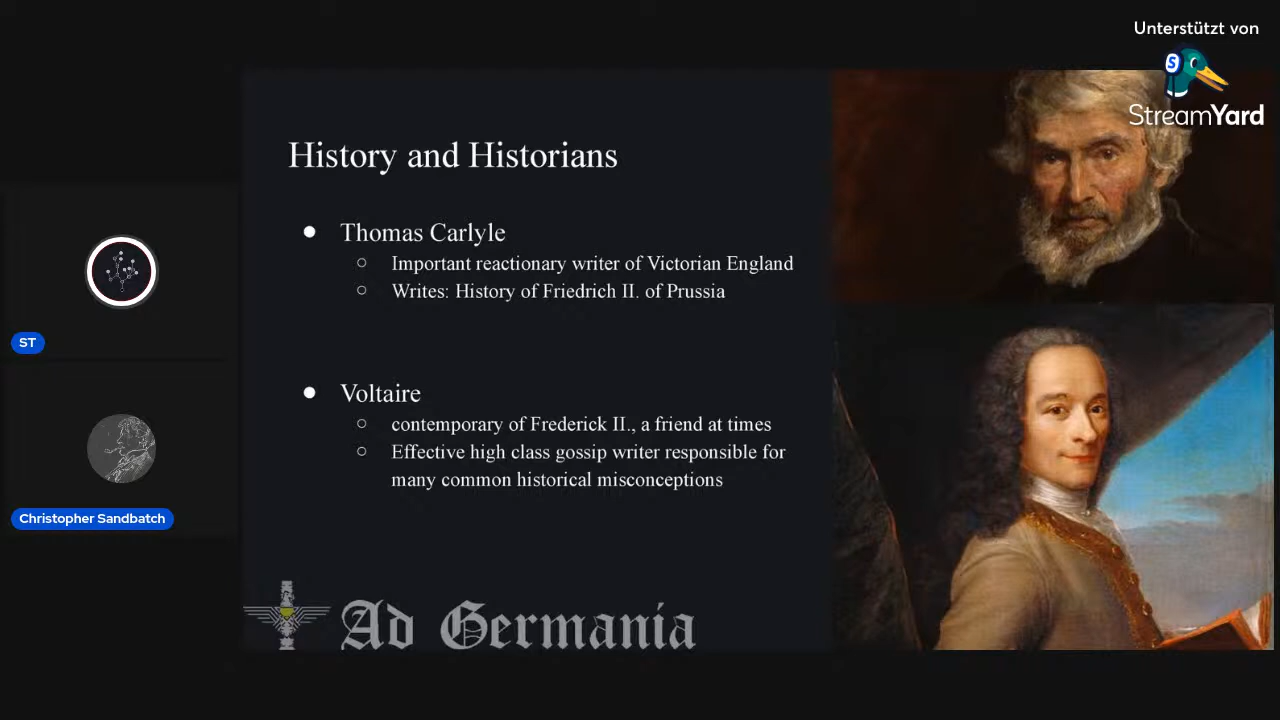 Unterstützt von
S
StreamYard
History and Historians
Thomas Carlyle
Important reactionary writer of Victorian England
Writes: History of Friedrich II. of Prussia
Voltaire
contemporary of Frederick II., a friend at times
Effective high class gossip writer responsible for
many common historical misconceptions
Ad Germania
ST
Christopher Sandbatch